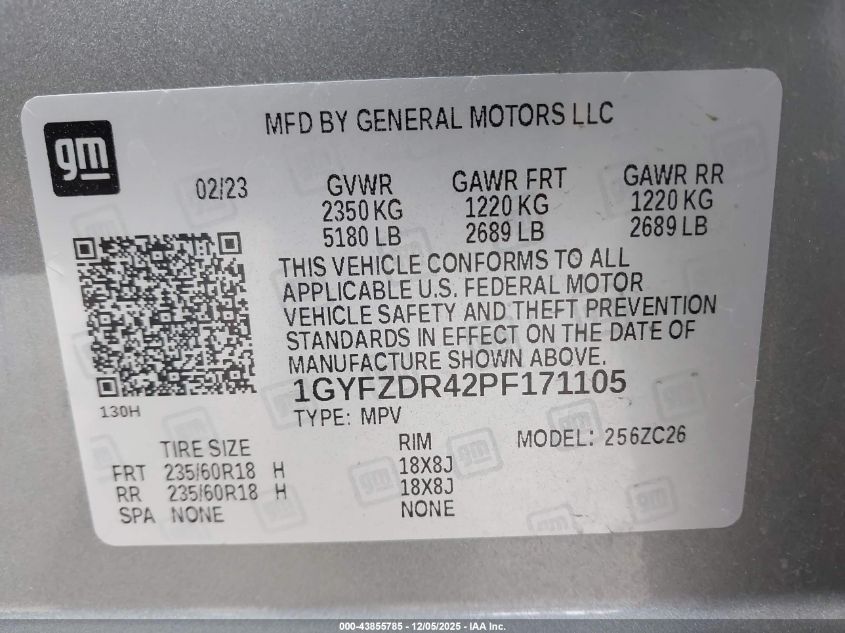 MFD BY GENERAL MOTORS LLC
gm
02/23
GVWR GAWR FRT GAWR RR
2350 KG 1220 KG 1220 KG
5180 LB 2689 LB 2689 LB
THIS VEHICLE CONFORMS TO ALL
APPLICABLE U.S. FEDERAL MOTOR
VEHICLE SAFETY AND THEFT PREVENTION
STANDARDS IN EFFECT ON THE DATE OF
MANUFACTURE SHOWN ABOVE.
1GYFZDR42PF171105
130H
TYPE: MPV
TIRE SIZE RIM MODEL: 256ZC26
FRT 235/60R18 H 18X8J
RR 235/60R18 H 18X8J
SPA NONE NONE
000-43855785 - 12/05/2025 - IAA Inc.